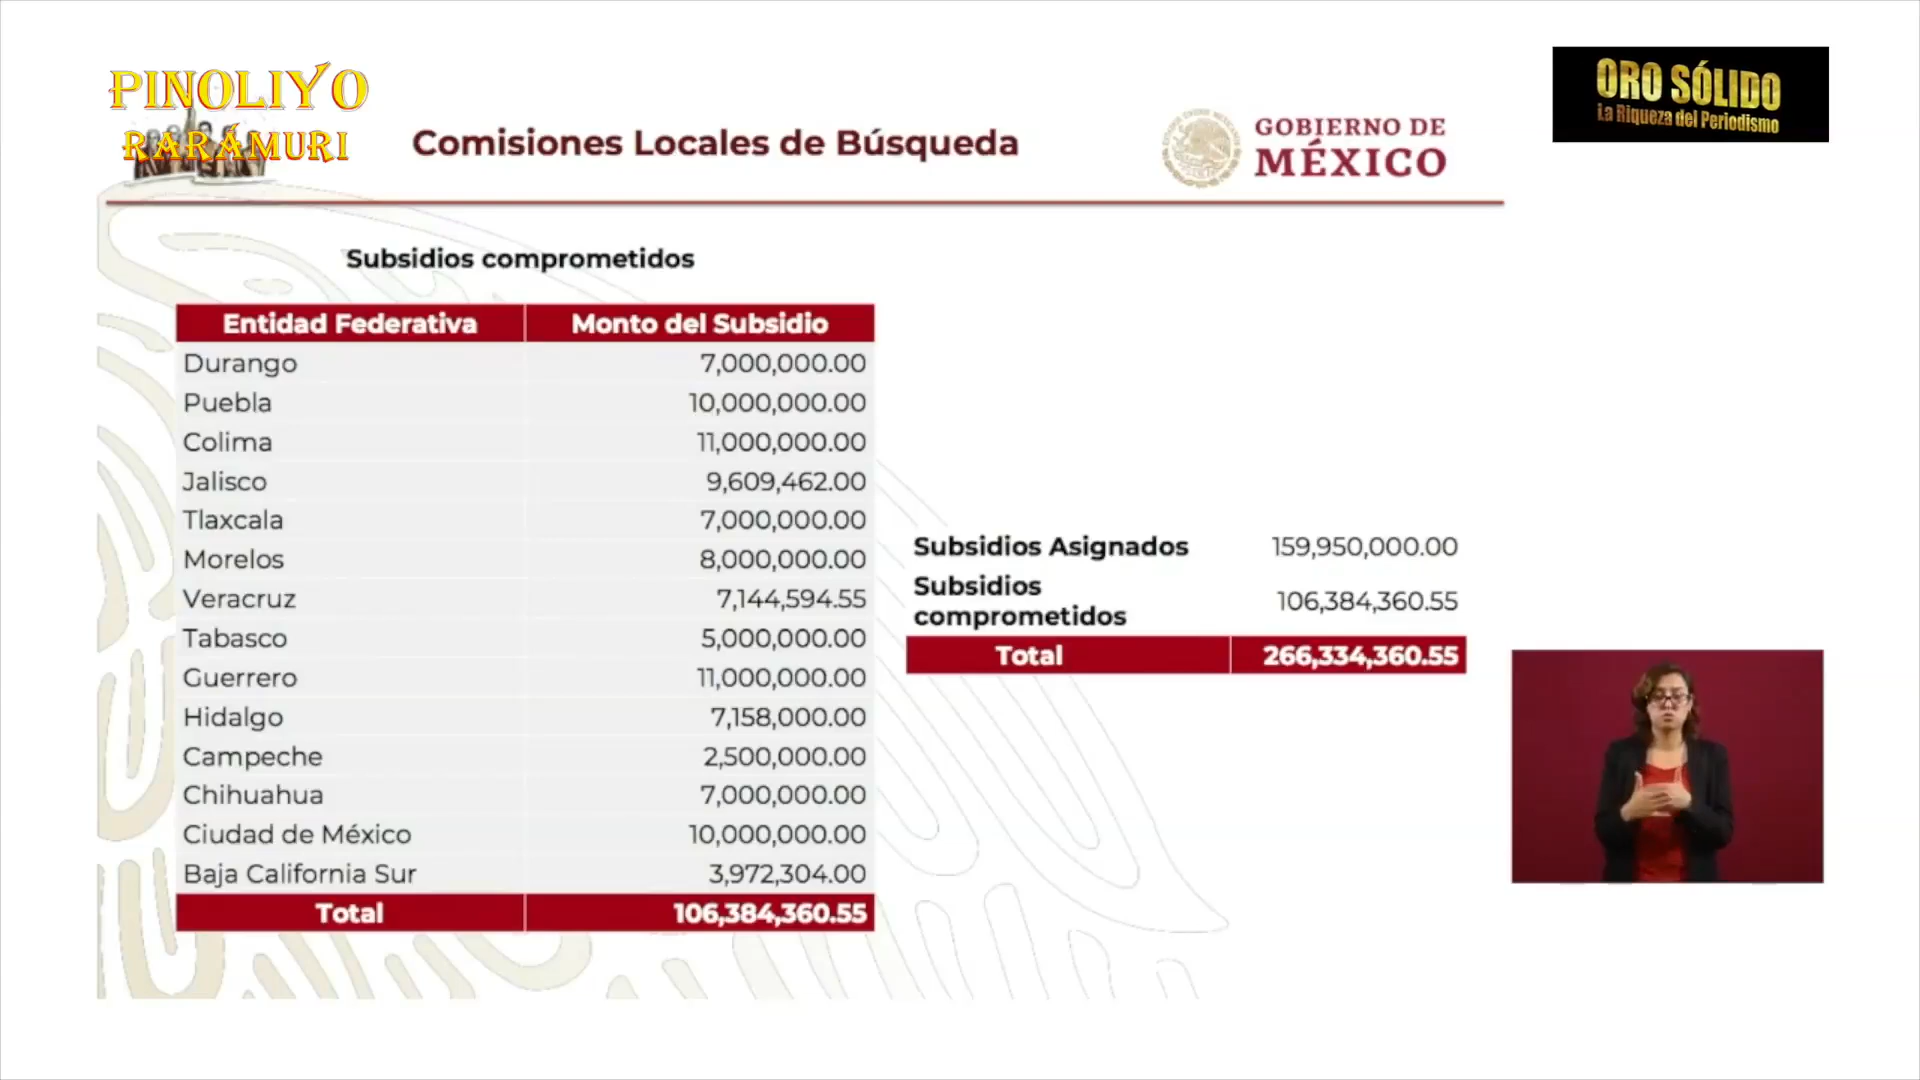 PINOLIYO
RARÁMURI
Comisiones Locales de Búsqueda
GOBIERNO DE
MÉXICO
ORO SÓLIDO
La Riqueza del Periodismo
Subsidios comprometidos
Entidad Federativa Monto del Subsidio
Durango 7,000,000.00
Puebla 10,000,000.00
Colima 11,000,000.00
Jalisco 9,609,462.00
Tlaxcala 7,000,000.00
Morelos 8,000,000.00
Veracruz 7,144,594.55
Tabasco 5,000,000.00
Guerrero 11,000,000.00
Hidalgo 7,158,000.00
Campeche 2,500,000.00
Chihuahua 7,000,000.00
Ciudad de México 10,000,000.00
Baja California Sur 3,972,304.00
Total 106,384,360.55
Subsidios Asignados 159,950,000.00
Subsidios
comprometidos 106,384,360.55
Total 266,334,360.55